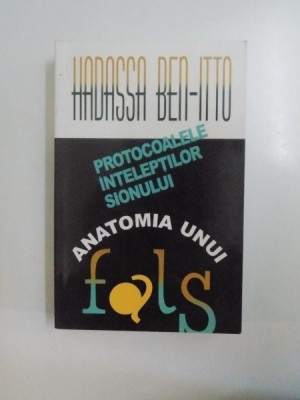 HADASSA BEN-ITTO
PROTOCOALELE
INTELEPTILOR
SIONULUI
ANATOMIA UNUI
fals